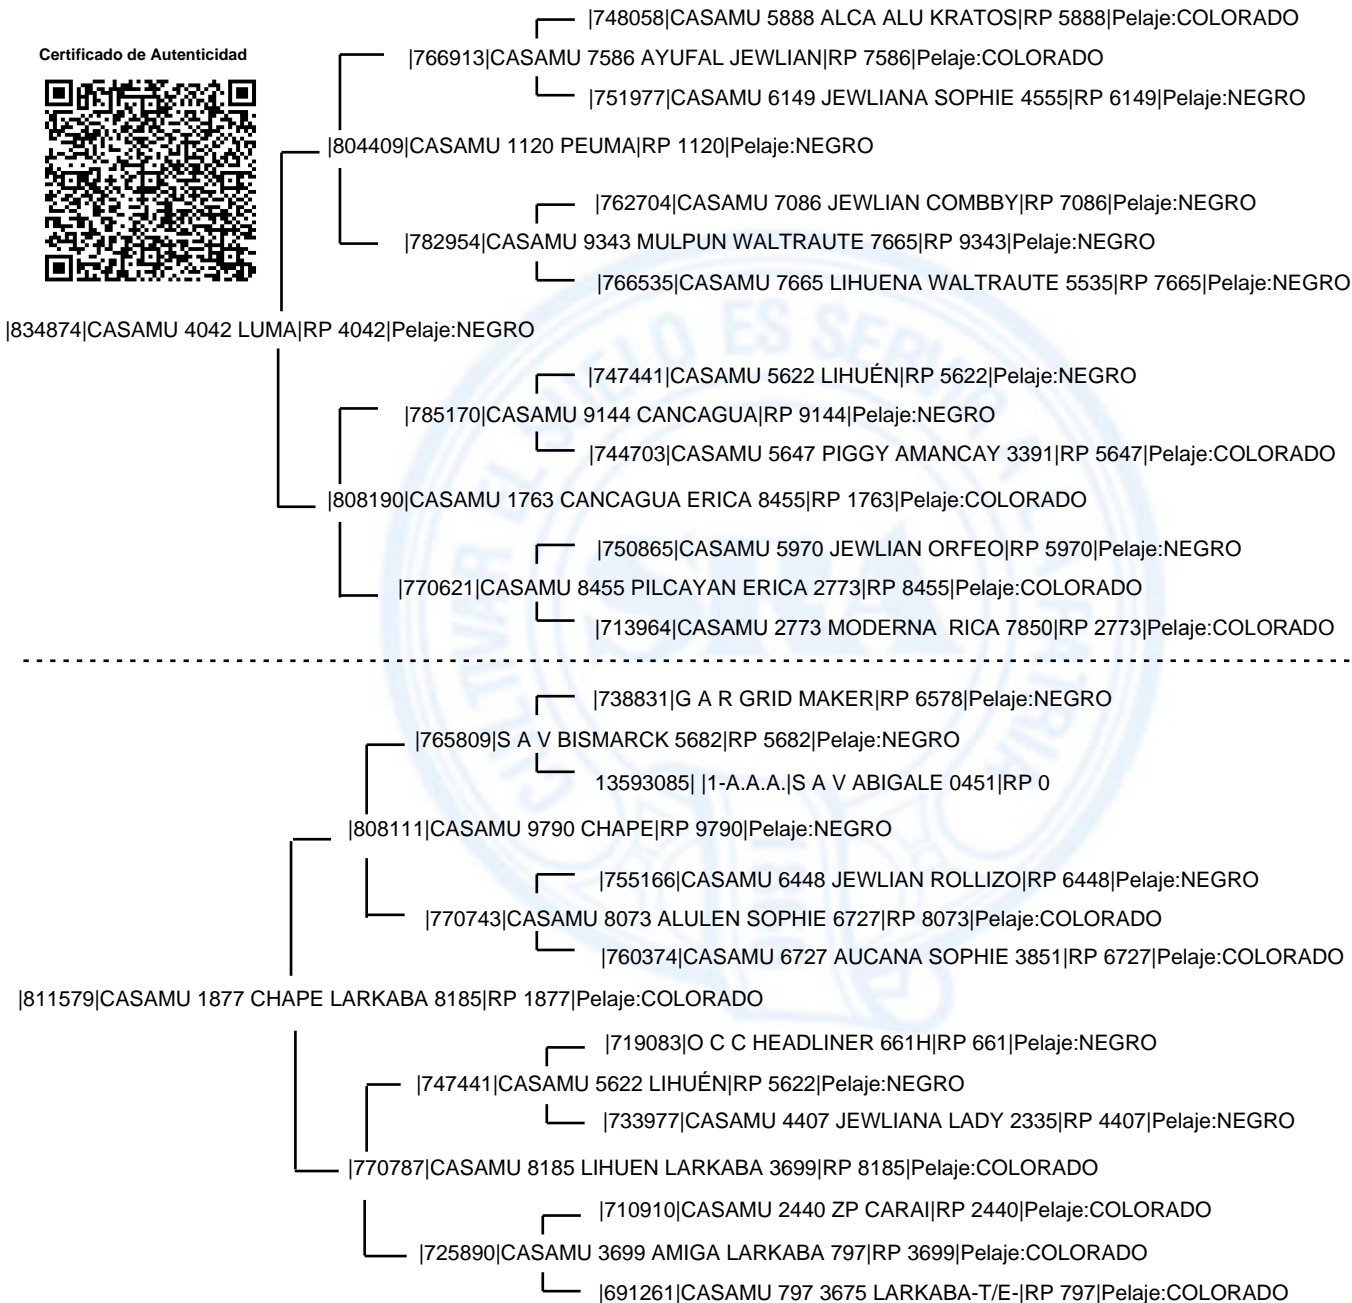 |748058|CASAMU 5888 ALCA ALU KRATOS|RP 5888|Pelaje:COLORADO
Certificado de Autenticidad
|766913|CASAMU 7586 AYUFAL JEWLIAN|RP 7586|Pelaje:COLORADO
|751977|CASAMU 6149 JEWLIANA SOPHIE 4555|RP 6149|Pelaje:NEGRO
|804409|CASAMU 1120 PEUMA|RP 1120|Pelaje:NEGRO
|762704|CASAMU 7086 JEWLIAN COMBBY|RP 7086|Pelaje:NEGRO
|782954|CASAMU 9343 MULPUN WALTRAUTE 7665|RP 9343|Pelaje:NEGRO
|766535|CASAMU 7665 LIHUENA WALTRAUTE 5535|RP 7665|Pelaje:NEGRO
|834874|CASAMU 4042 LUMA|RP 4042|Pelaje:NEGRO
|747441|CASAMU 5622 LIHUÉN|RP 5622|Pelaje:NEGRO
|785170|CASAMU 9144 CANCAGUA|RP 9144|Pelaje:NEGRO
|744703|CASAMU 5647 PIGGY AMANCAY 3391|RP 5647|Pelaje:COLORADO
|808190|CASAMU 1763 CANCAGUA ERICA 8455|RP 1763|Pelaje:COLORADO
|750865|CASAMU 5970 JEWLIAN ORFEO|RP 5970|Pelaje:NEGRO
|770621|CASAMU 8455 PILCAYAN ERICA 2773|RP 8455|Pelaje:COLORADO
|713964|CASAMU 2773 MODERNA  RICA 7850|RP 2773|Pelaje:COLORADO
|738831|G A R GRID MAKER|RP 6578|Pelaje:NEGRO
|765809|S A V BISMARCK 5682|RP 5682|Pelaje:NEGRO
13593085| |1-A.A.A.|S A V ABIGALE 0451|RP 0
|808111|CASAMU 9790 CHAPE|RP 9790|Pelaje:NEGRO
|755166|CASAMU 6448 JEWLIAN ROLLIZO|RP 6448|Pelaje:NEGRO
|770743|CASAMU 8073 ALULEN SOPHIE 6727|RP 8073|Pelaje:COLORADO
|760374|CASAMU 6727 AUCANA SOPHIE 3851|RP 6727|Pelaje:COLORADO
|811579|CASAMU 1877 CHAPE LARKABA 8185|RP 1877|Pelaje:COLORADO
|719083|O C C HEADLINER 661H|RP 661|Pelaje:NEGRO
|747441|CASAMU 5622 LIHUÉN|RP 5622|Pelaje:NEGRO
|733977|CASAMU 4407 JEWLIANA LADY 2335|RP 4407|Pelaje:NEGRO
|770787|CASAMU 8185 LIHUEN LARKABA 3699|RP 8185|Pelaje:COLORADO
|710910|CASAMU 2440 ZP CARAI|RP 2440|Pelaje:COLORADO
|725890|CASAMU 3699 AMIGA LARKABA 797|RP 3699|Pelaje:COLORADO
|691261|CASAMU 797 3675 LARKABA-T/E-|RP 797|Pelaje:COLORADO
CULTIVAR EL SUELO ES SERVIR A LA PATRIA
SRA
1866